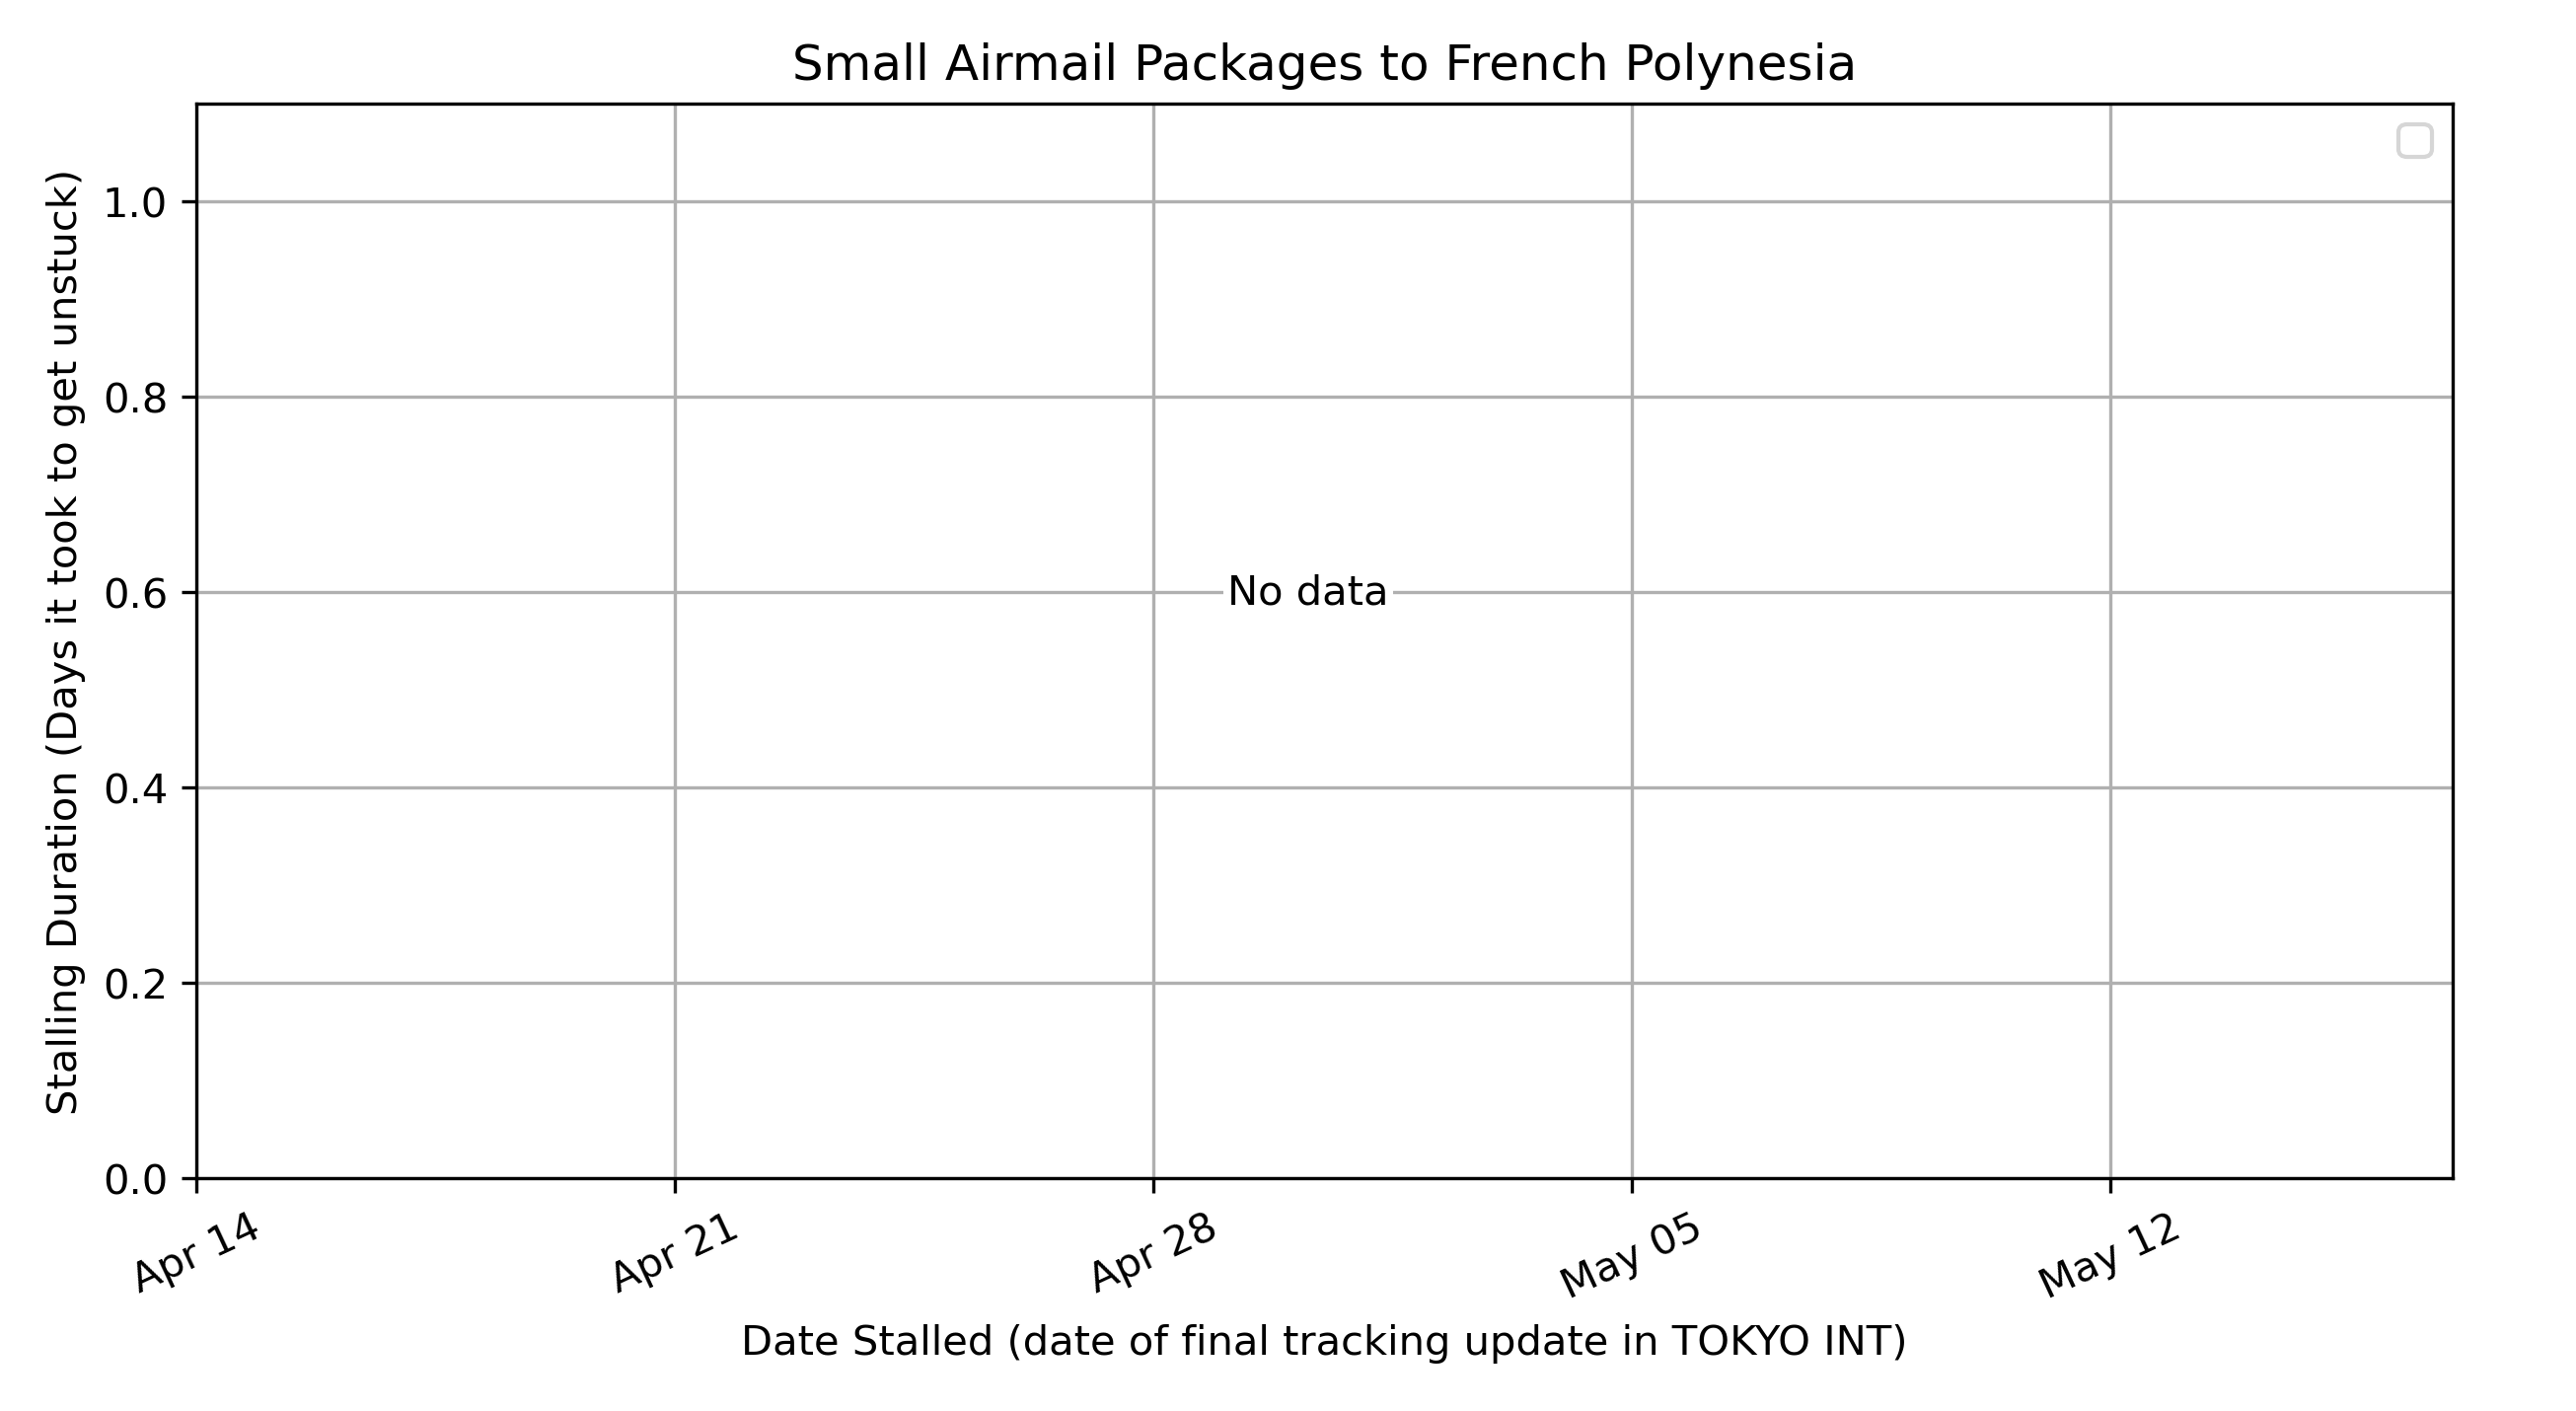 Small Airmail Packages to French Polynesia
Stalling Duration (Days it took to get unstuck)
1.0
0.8
0.6
0.4
0.2
0.0
No data
Apr 14
Apr 21
Apr 28
May 05
May 12
Date Stalled (date of final tracking update in TOKYO INT)